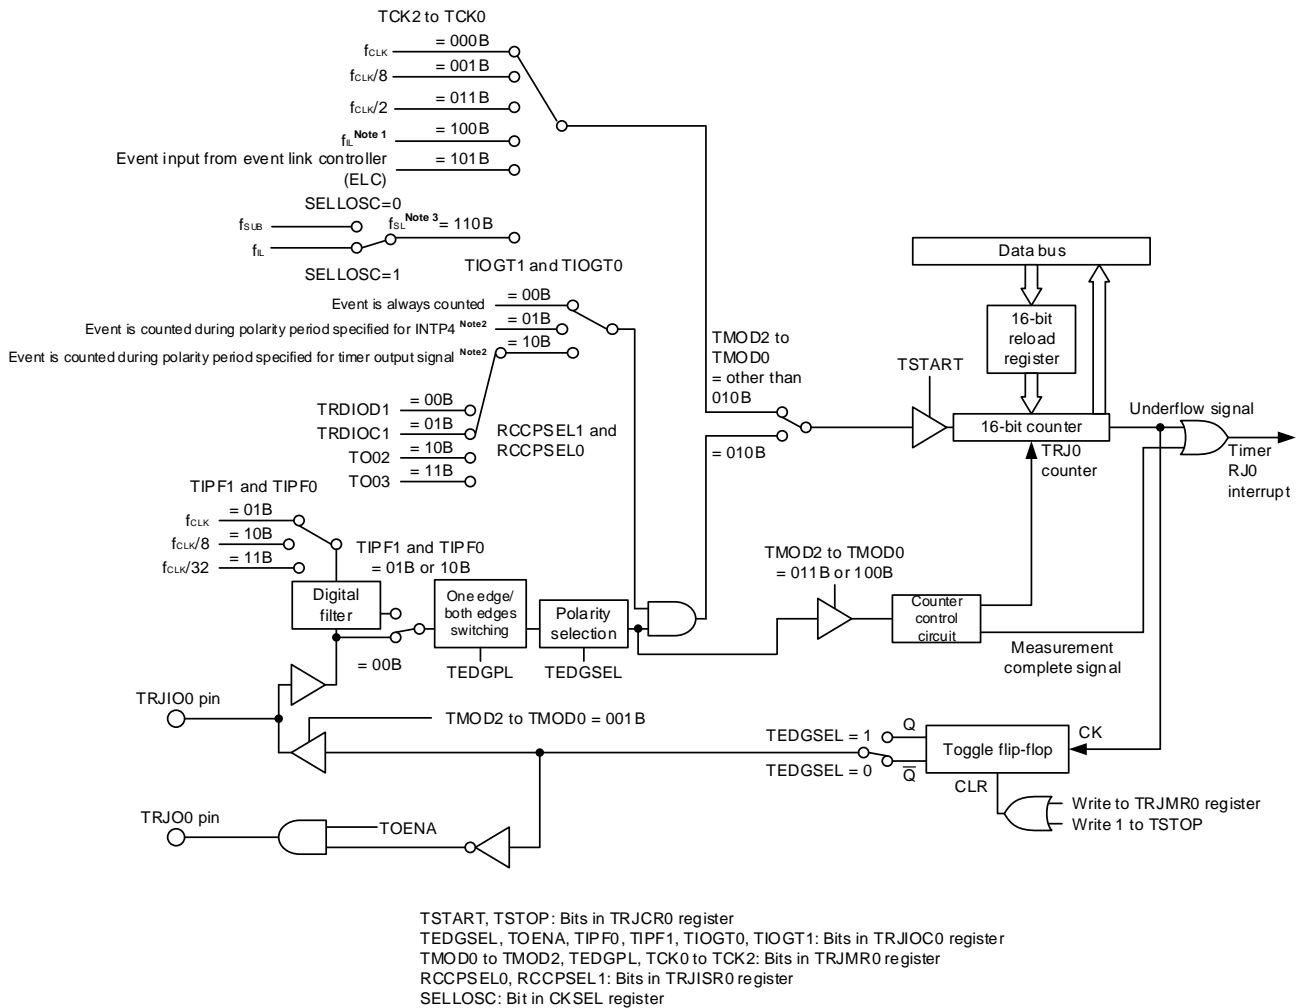 TCK2 to TCK0
fCLK = 000B
fCLK/8 = 001B
fCLK/2 = 011B
fIL Note 1 = 100B
Event input from event link controller = 101B
(ELC)
SELLOSC=0
fSUB
fSL Note 3 = 110B
fIL
SELLOSC=1
TIOGT1 and TIOGT0
Event is always counted = 00B
Event is counted during polarity period specified for INTP4 Note2 = 01B
Event is counted during polarity period specified for timer output signal Note2 = 10B
TRDIOD1 = 00B
TRDIOC1 = 01B
TO02 = 10B
TO03 = 11B
RCCPSEL1 and
RCCPSEL0
TMOD2 to
TMOD0
= other than
010B
= 010B
TSTART
Data bus
16-bit
reload
register
16-bit counter
TRJ0
counter
Underflow signal
Timer
RJ0
interrupt
TIPF1 and TIPF0
fCLK = 01B
fCLK/8 = 10B
fCLK/32 = 11B
Digital
filter
TIPF1 and TIPF0
= 01B or 10B
= 00B
One edge/
both edges
switching
TEDGPL
Polarity
selection
TEDGSEL
TMOD2 to TMOD0
= 011B or 100B
Counter
control
circuit
Measurement
complete signal
TRJIO0 pin
TMOD2 to TMOD0 = 001B
TEDGSEL = 1
Q
TEDGSEL = 0
Q̅
Toggle flip-flop
CK
CLR
Write to TRJMR0 register
Write 1 to TSTOP
TRJO0 pin
TOENA
TSTART, TSTOP: Bits in TRJCR0 register
TEDGSEL, TOENA, TIPF0, TIPF1, TIOGT0, TIOGT1: Bits in TRJIOC0 register
TMOD0 to TMOD2, TEDGPL, TCK0 to TCK2: Bits in TRJMR0 register
RCCPSEL0, RCCPSEL1: Bits in TRJISR0 register
SELLOSC: Bit in CKSEL register